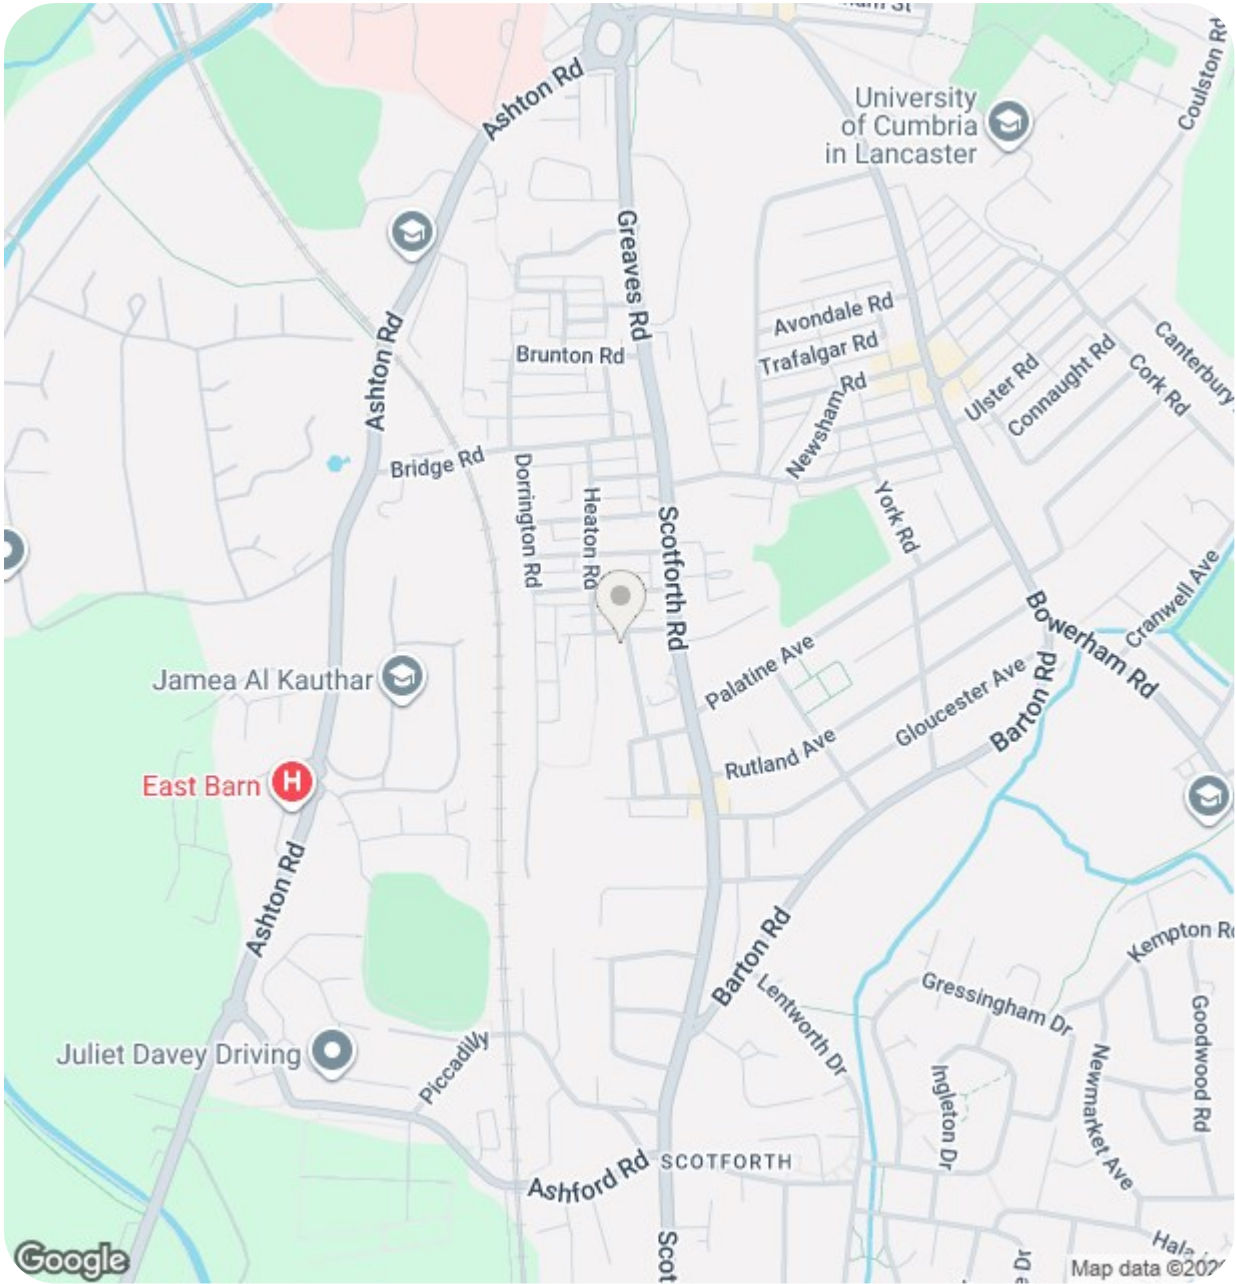 Ashton Rd
University
of Cumbria
in Lancaster
Coulston Rd
Greaves Rd
Avondale Rd
Trafalgar Rd
Brunton Rd
Ashton Rd
Newsham Rd
Ulster Rd
Connaught Rd
Cork Rd
Canterbury
Bridge Rd
Dorrington Rd
Heaton Rd
Scotforth Rd
York Rd
Cranwell Ave
Bowerham Rd
Palatine Ave
Jamea Al Kauthar
Gloucester Ave
Barton Rd
Rutland Ave
East Barn
H
Ashton Rd
Barton Rd
Kempton Rd
Lentworth Dr
Gressingham Dr
Goodwood Rd
Juliet Davey Driving
Piccadilly
Ingleton Dr
Newmarket Ave
Ashford Rd
SCOTFORTH
Scot
Hala
Google
Map data ©202